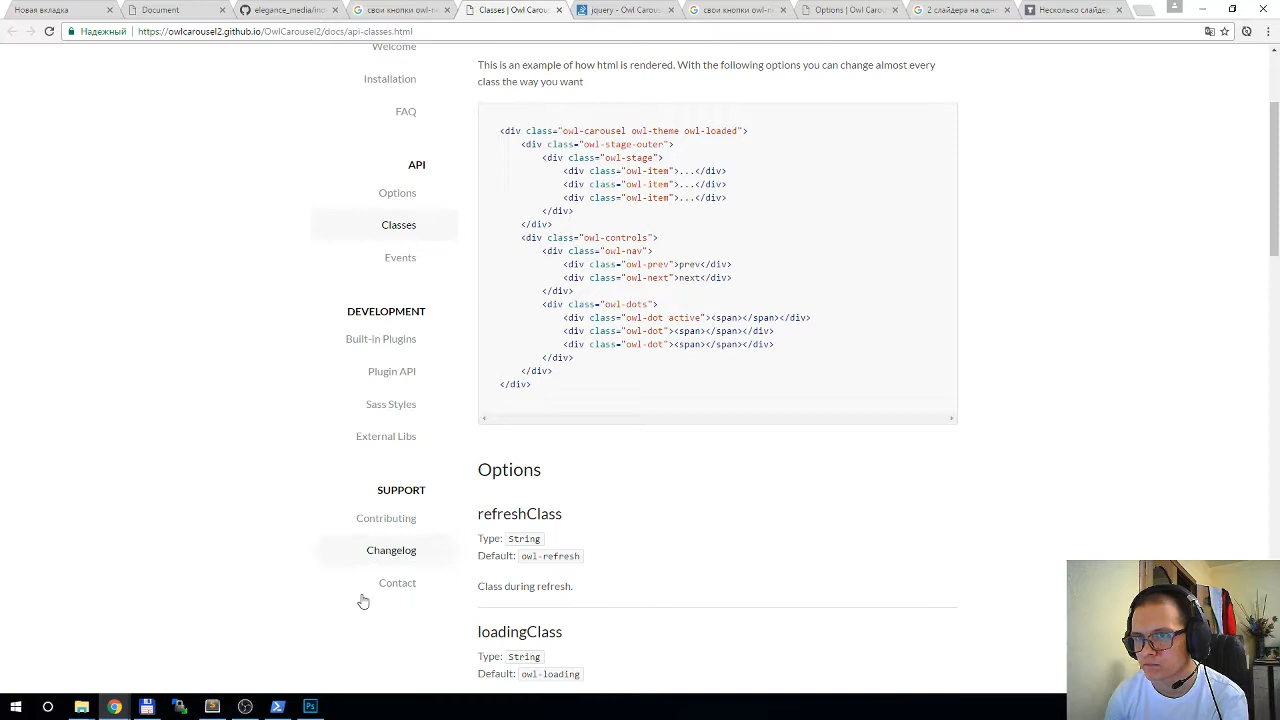 Новая вкладка
Document
elegance_media/ind
свои кнопки owl-n
Classes | Owl Carou
jquery - Owl Carous
свои кнопки owl-n
Options | Owl Carou
2 слайдера на одно
Несколько слайдер
Надежный
https://owlcarousel2.github.io/OwlCarousel2/docs/api-classes.html
Welcome
Installation
FAQ
API
Options
Classes
Events
DEVELOPMENT
Built-in Plugins
Plugin API
Sass Styles
External Libs
SUPPORT
Contributing
Changelog
Contact
This is an example of how html is rendered. With the following options you can change almost every
class the way you want
<div class="owl-carousel owl-theme owl-loaded">
<div class="owl-stage-outer">
<div class="owl-stage">
<div class="owl-item">...</div>
<div class="owl-item">...</div>
<div class="owl-item">...</div>
</div>
</div>
<div class="owl-controls">
<div class="owl-nav">
<div class="owl-prev">prev</div>
<div class="owl-next">next</div>
</div>
<div class="owl-dots">
<div class="owl-dot active"><span></span></div>
<div class="owl-dot"><span></span></div>
<div class="owl-dot"><span></span></div>
</div>
</div>
</div>
Options
refreshClass
Type: String
Default: owl-refresh
Class during refresh.
loadingClass
Type: String
Default: owl-loading
Ps